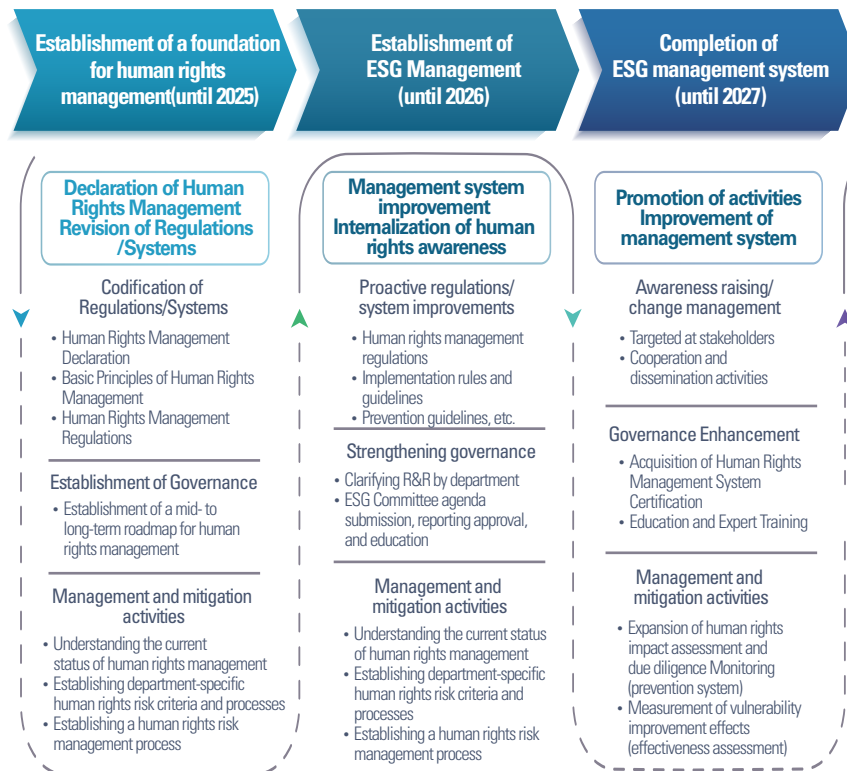 Establishment of a foundation
for human rights
management(until 2025)
Establishment of
ESG Management
(until 2026)
Completion of
ESG management system
(until 2027)
Declaration of Human
Rights Management
Revision of Regulations
/Systems
Codification of
Regulations/Systems
• Human Rights Management
Declaration
• Basic Principles of Human Rights
Management
• Human Rights Management
Regulations
Establishment of Governance
• Establishment of a mid- to
long-term roadmap for human
rights management
Management and mitigation
activities
• Understanding the current
status of human rights management
• Establishing department-specific
human rights risk criteria and processes
• Establishing a human rights risk
management process
Management system
improvement
Internalization of human
rights awareness
Proactive regulations/
system improvements
• Human rights management
regulations
• Implementation rules and
guidelines
• Prevention guidelines, etc.
Strengthening governance
• Clarifying R&R by department
• ESG Committee agenda
submission, reporting approval,
and education
Management and
mitigation activities
• Understanding the current status
of human rights management
• Establishing department-specific
human rights risk criteria and
processes
• Establishing a human rights risk
management process
Promotion of activities
Improvement of
management system
Awareness raising/
change management
• Targeted at stakeholders
• Cooperation and
dissemination activities
Governance Enhancement
• Acquisition of Human Rights
Management System
Certification
• Education and Expert Training
Management and
mitigation activities
• Expansion of human rights
impact assessment and
due diligence Monitoring
(prevention system)
• Measurement of vulnerability
improvement effects
(effectiveness assessment)